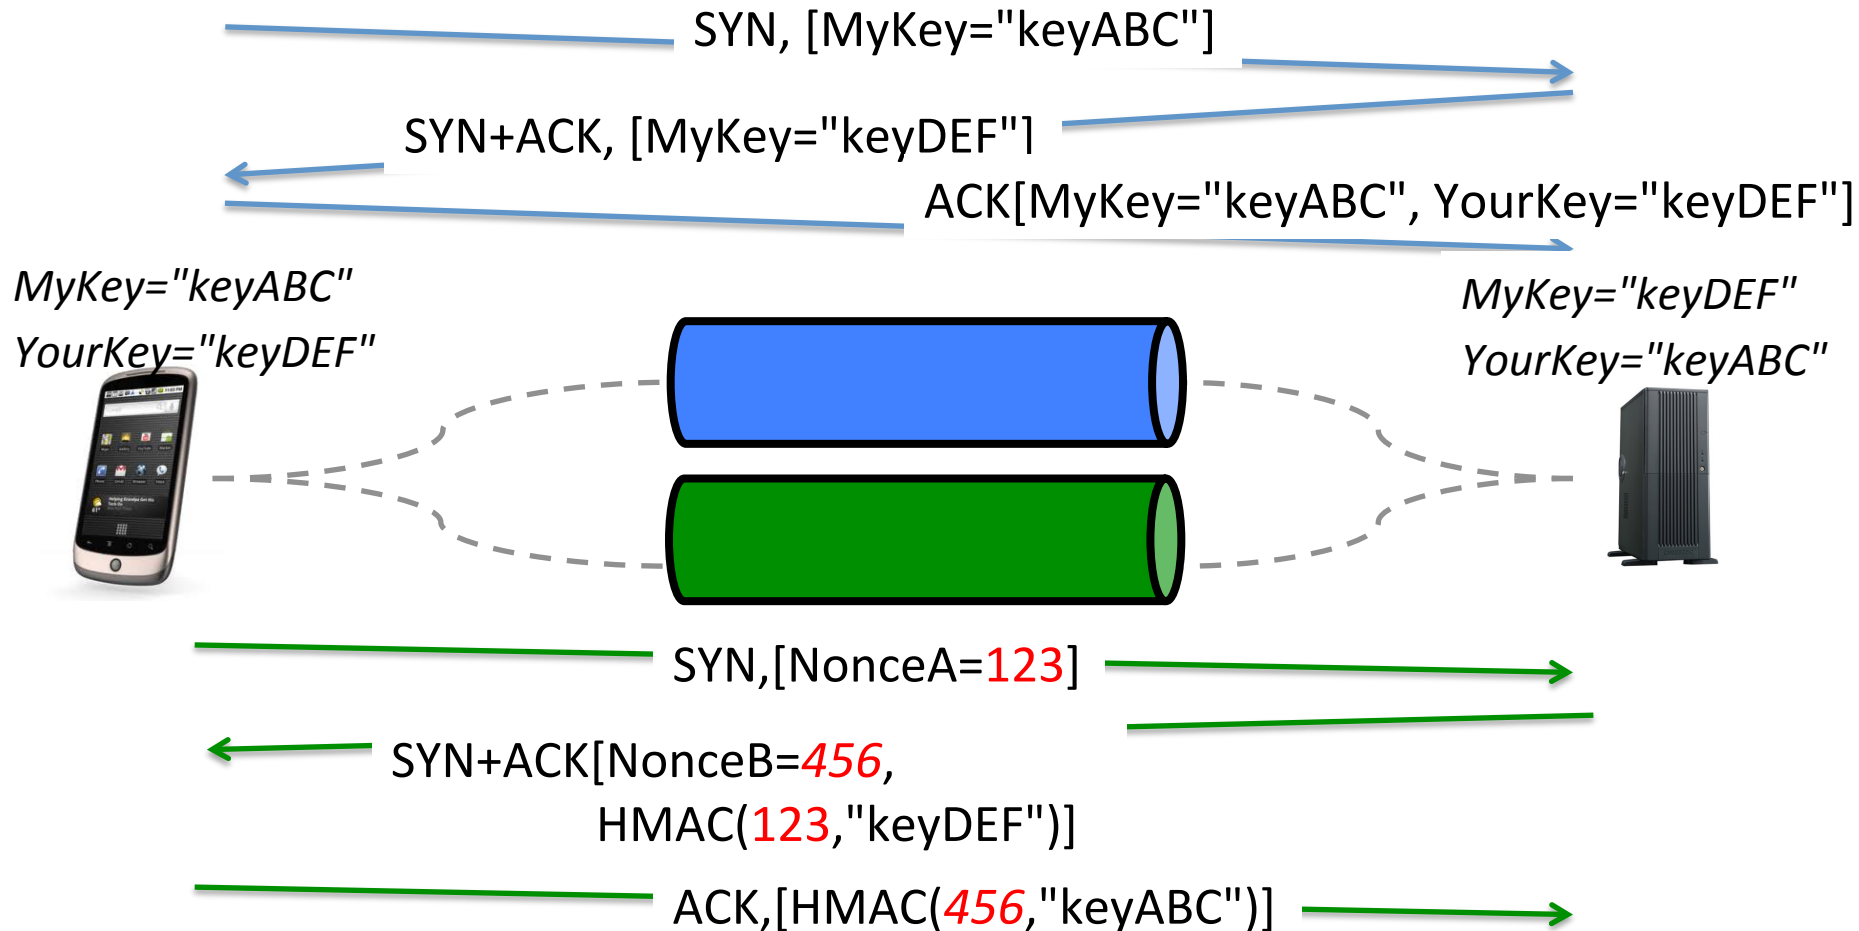 SYN, [MyKey="keyABC"]
SYN+ACK, [MyKey="keyDEF"]
ACK[MyKey="keyABC", YourKey="keyDEF"]
MyKey="keyABC"
YourKey="keyDEF"
MyKey="keyDEF"
YourKey="keyABC"
SYN,[NonceA=123]
SYN+ACK[NonceB=456,
HMAC(123,"keyDEF")]
ACK,[HMAC(456,"keyABC")]